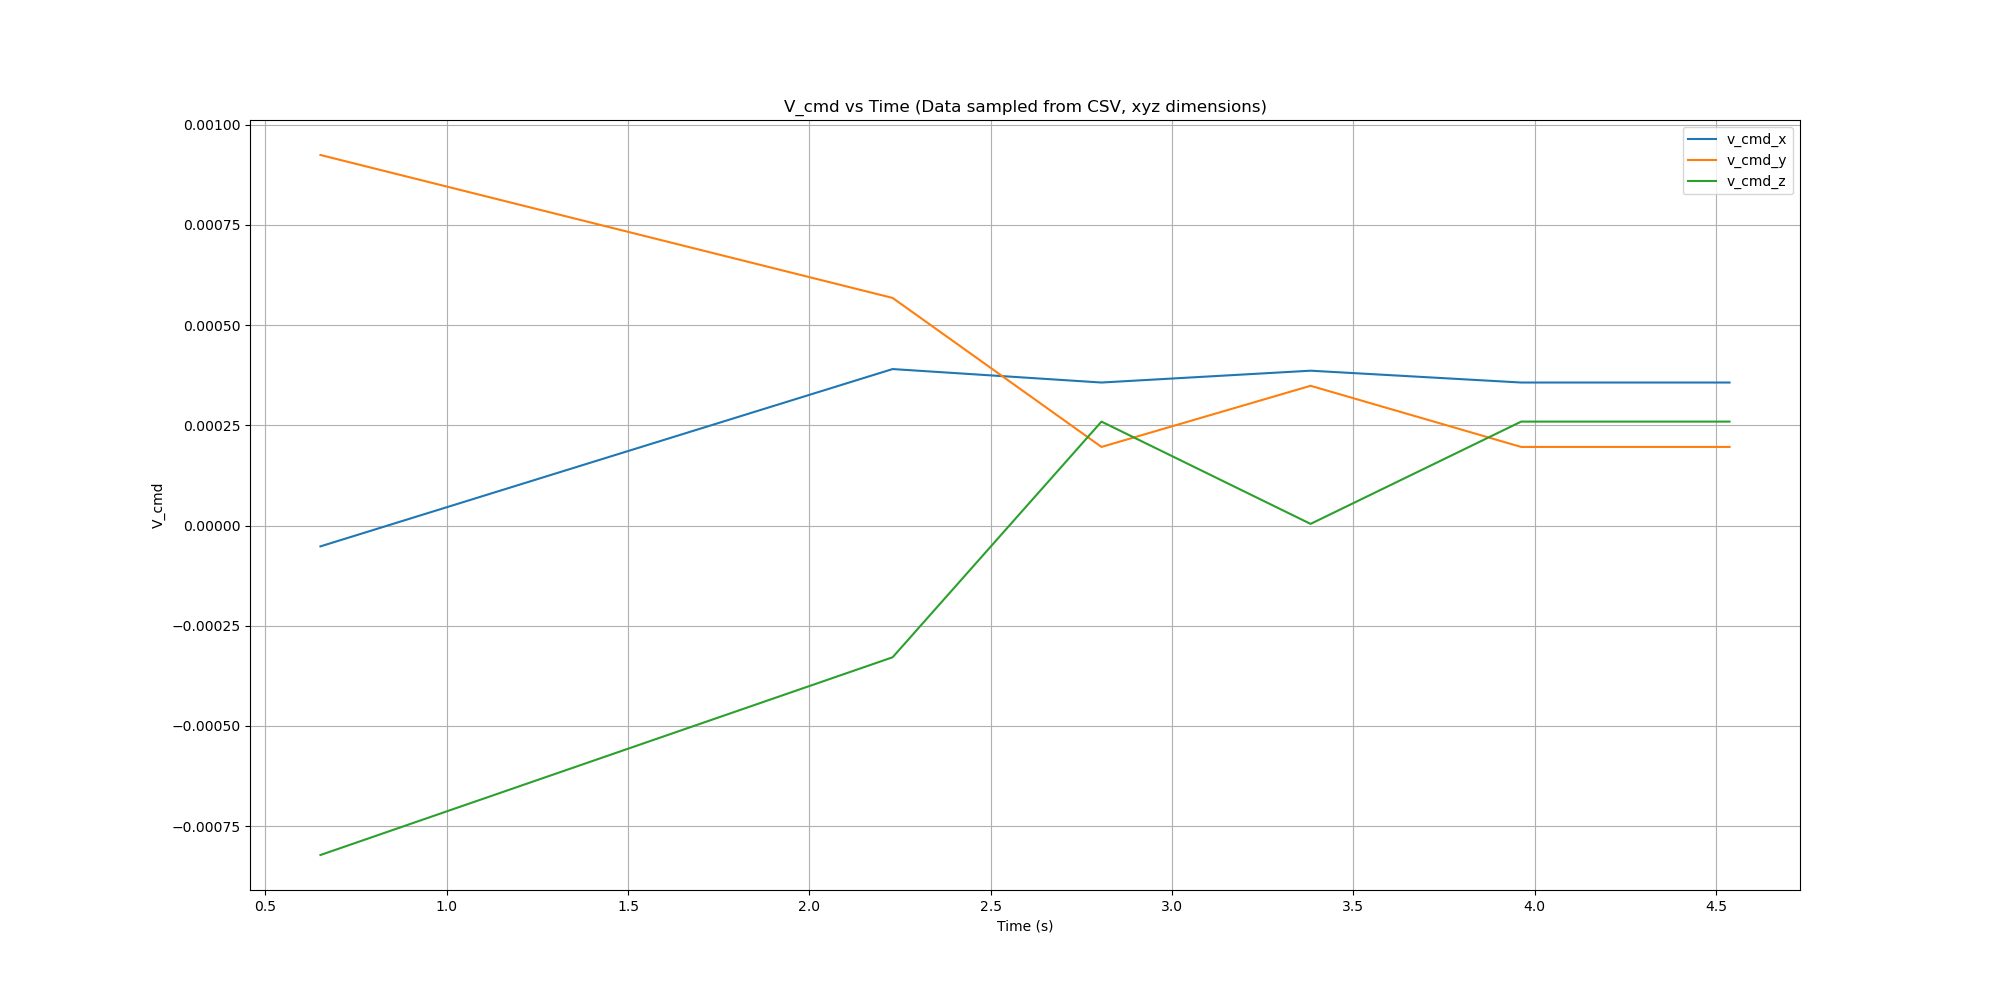 V_cmd vs Time (Data sampled from CSV, xyz dimensions)
v_cmd_x
v_cmd_y
v_cmd_z
V_cmd
0.00100
0.00075
0.00050
0.00025
0.00000
−0.00025
−0.00050
−0.00075
0.5 1.0 1.5 2.0 2.5 3.0 3.5 4.0 4.5
Time (s)